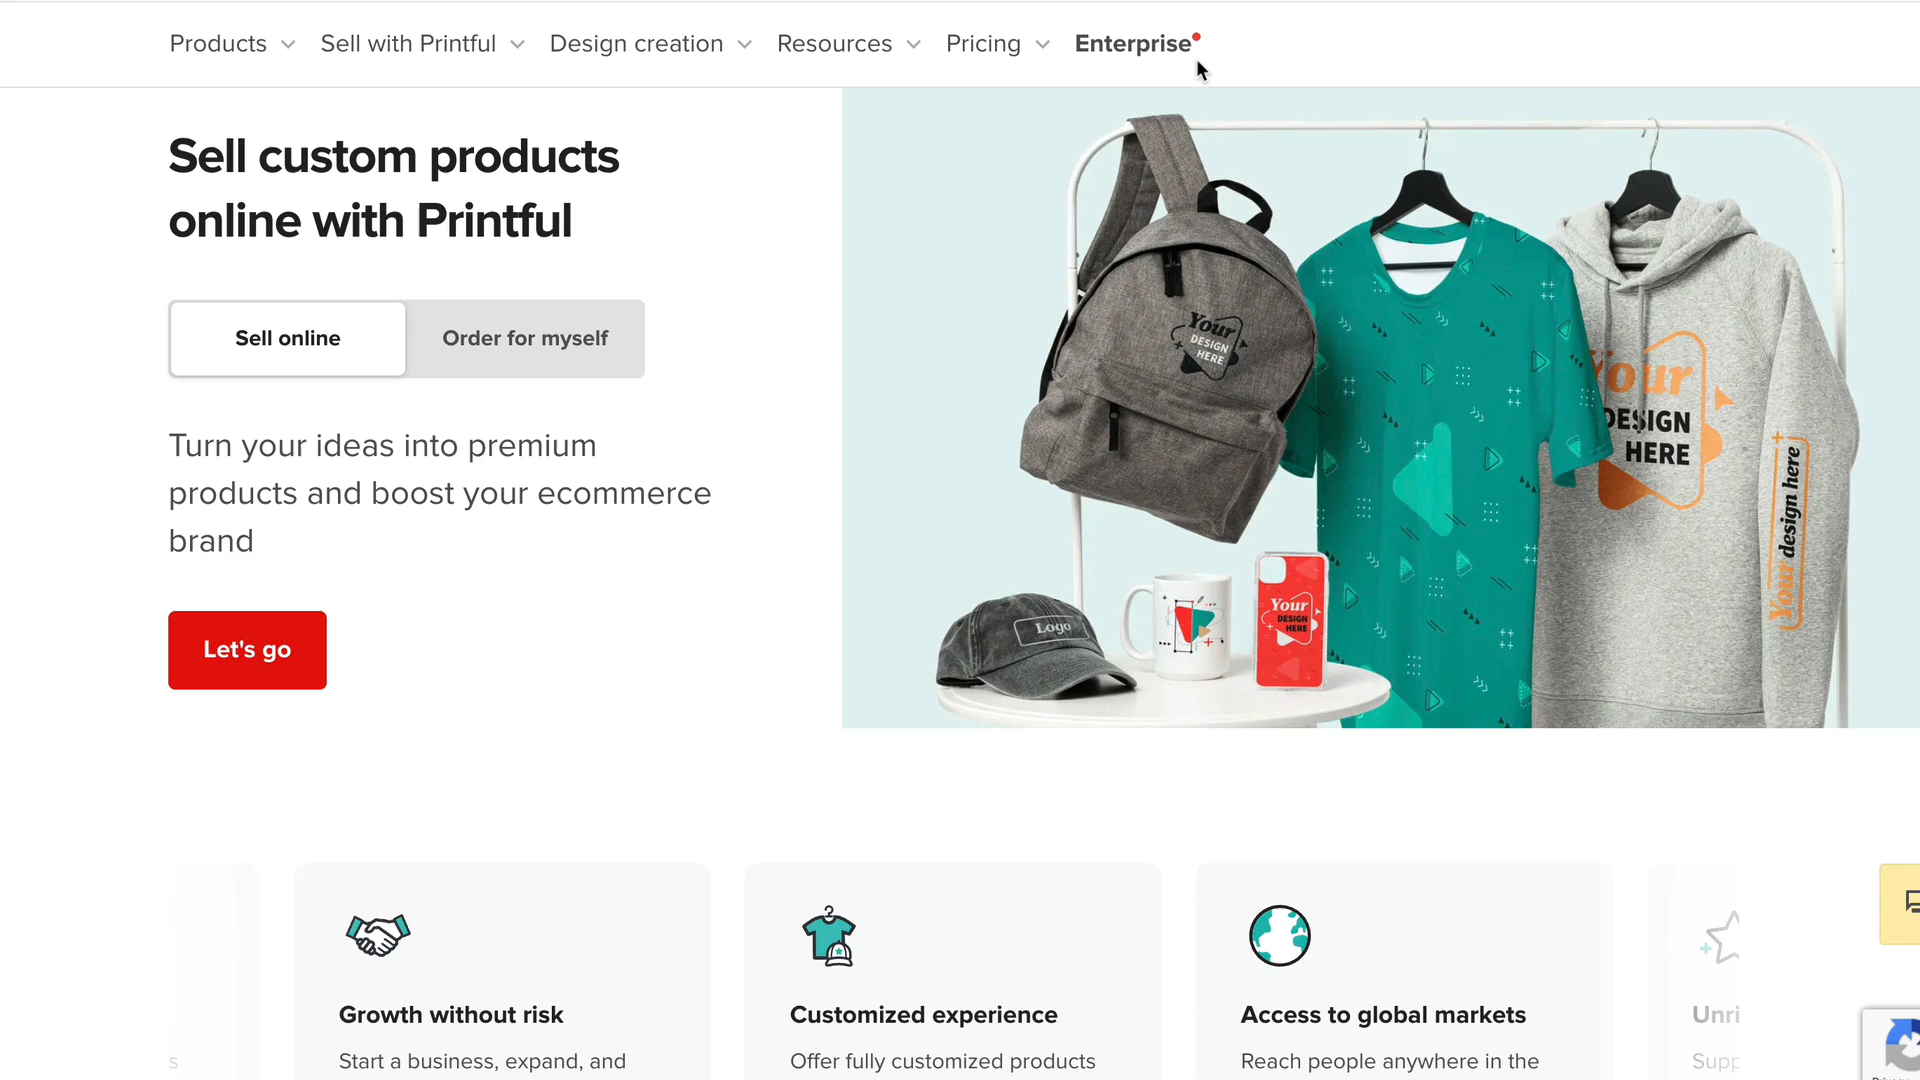 Products
Sell with Printful
Design creation
Resources
Pricing
Enterprise
Sell custom products
online with Printful
Sell online
Order for myself
Turn your ideas into premium
products and boost your ecommerce
brand
Let's go
Your
DESIGN
HERE
Your
DESIGN
HERE
Your design here
Logo
Your
DESIGN
HERE
Growth without risk
Start a business, expand, and
Customized experience
Offer fully customized products
Access to global markets
Reach people anywhere in the
Unri
Supp
s